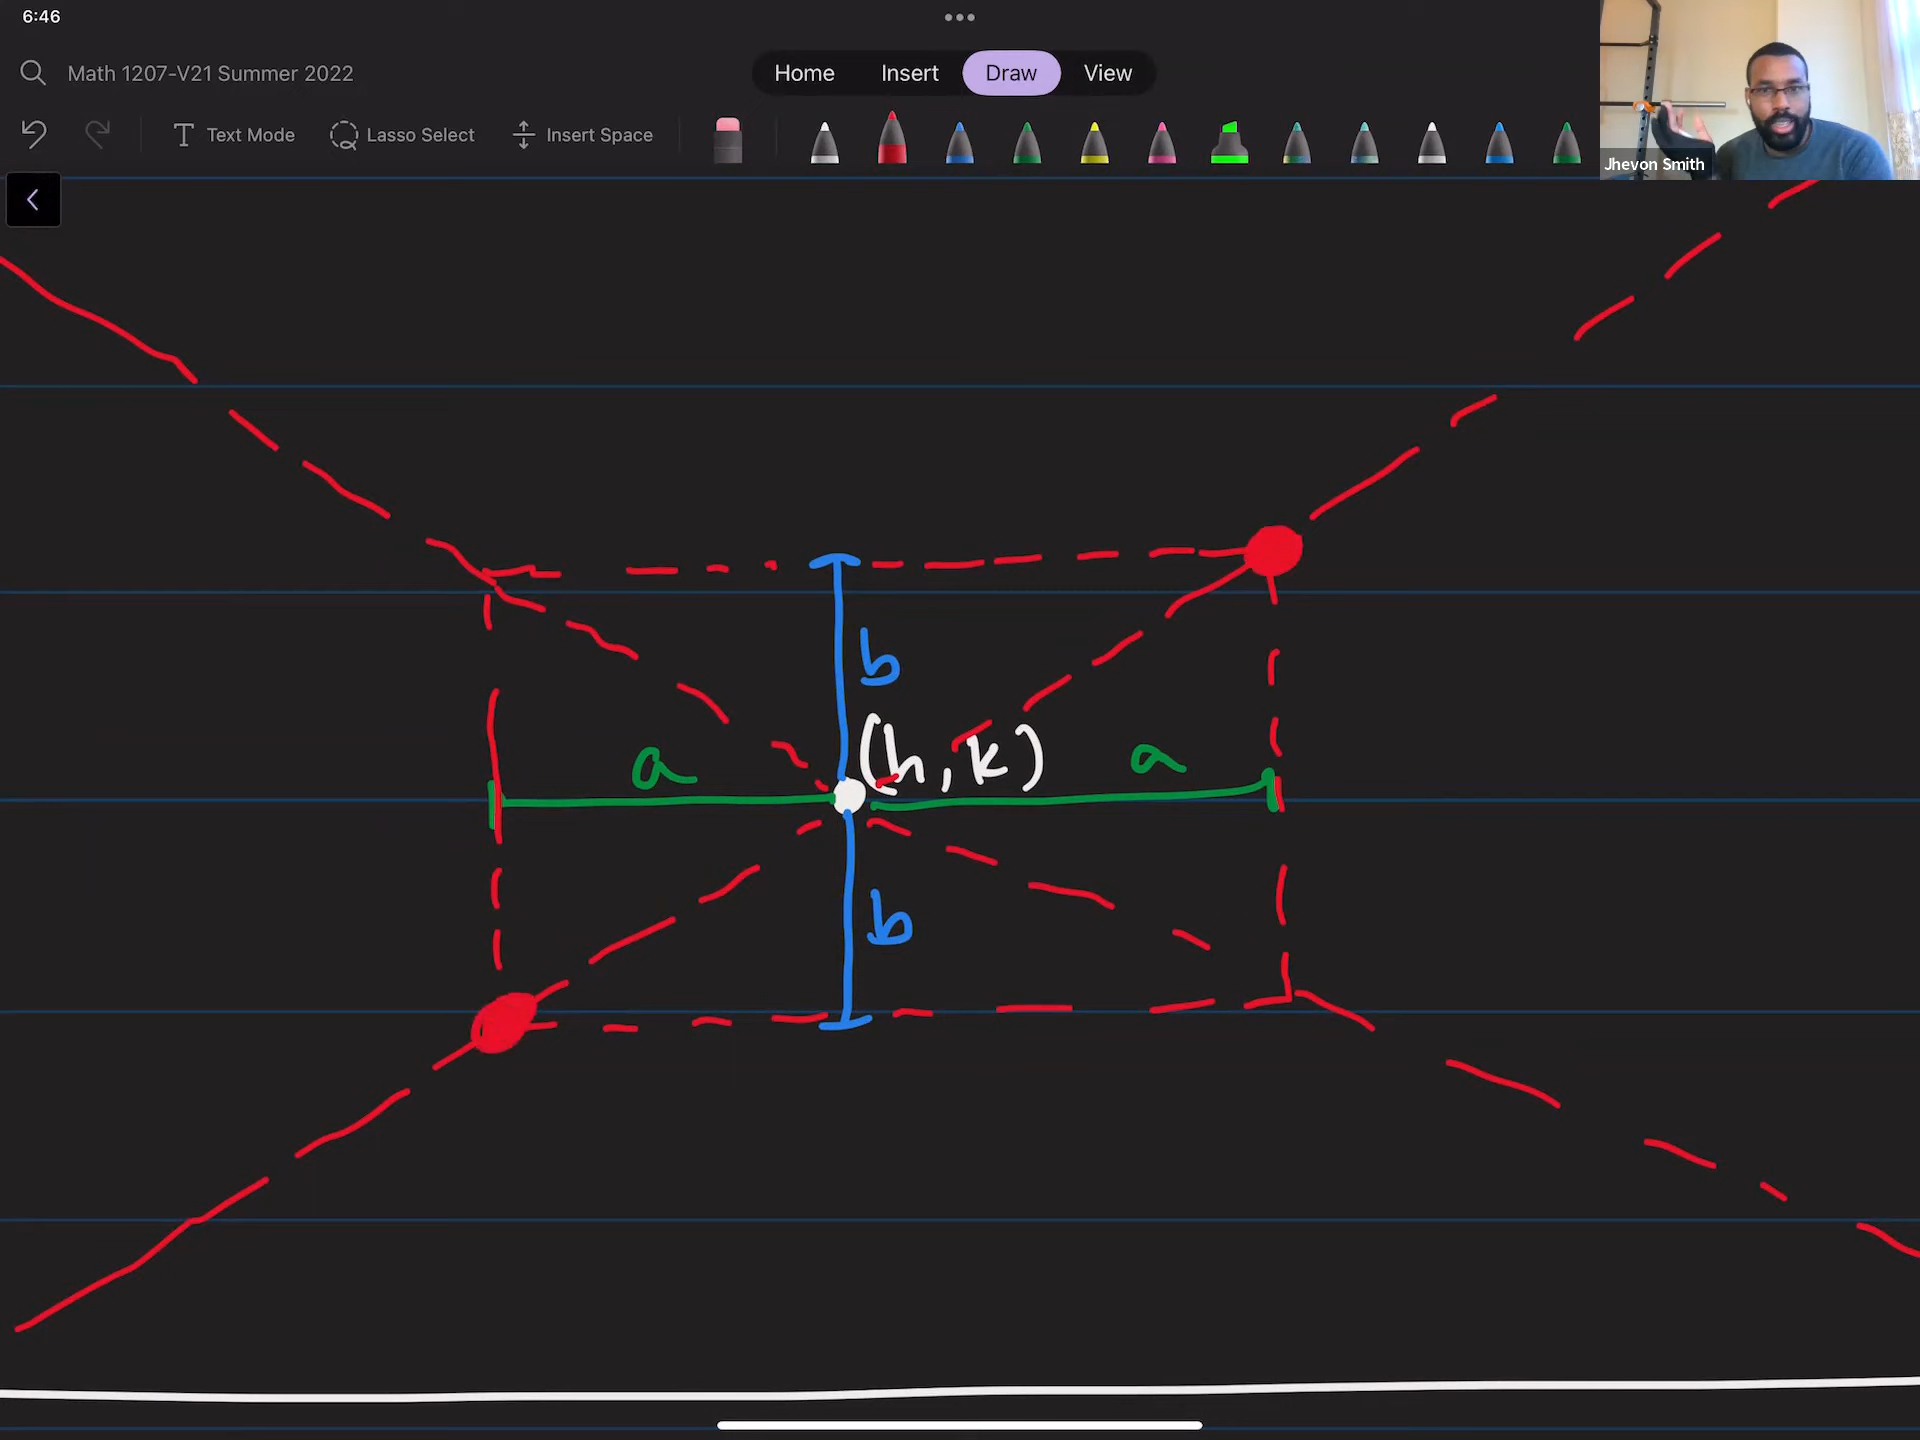 6:46
Math 1207-V21 Summer 2022
Home Insert Draw View
Text Mode Lasso Select Insert Space
Jhevon Smith
b
(h, k)
a a
b